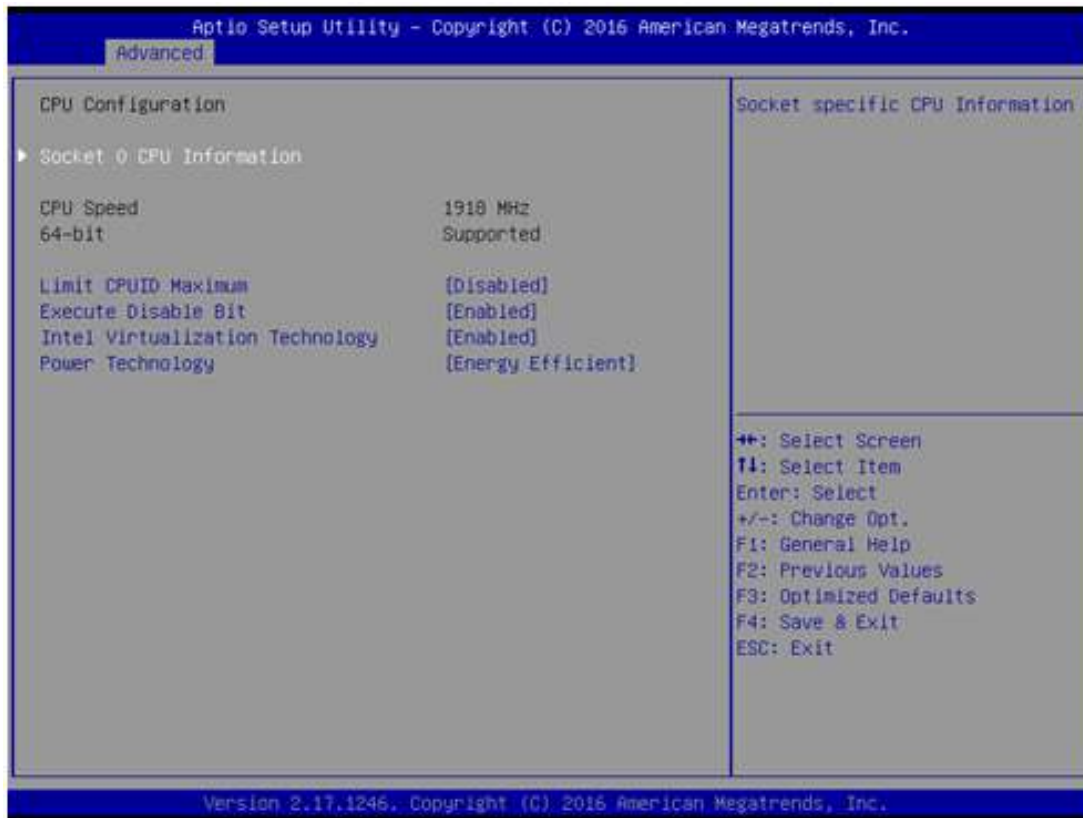 Aptio Setup Utility – Copyright (C) 2016 American Megatrends, Inc.
Advanced
CPU Configuration
Socket specific CPU Information
Socket 0 CPU Information
CPU Speed 1918 MHz
64-bit Supported
Limit CPUID Maximum [Disabled]
Execute Disable Bit [Enabled]
Intel Virtualization Technology [Enabled]
Power Technology [Energy Efficient]
→←: Select Screen
↑↓: Select Item
Enter: Select
+/-: Change Opt.
F1: General Help
F2: Previous Values
F3: Optimized Defaults
F4: Save & Exit
ESC: Exit
Version 2.17.1246. Copyright (C) 2016 American Megatrends, Inc.